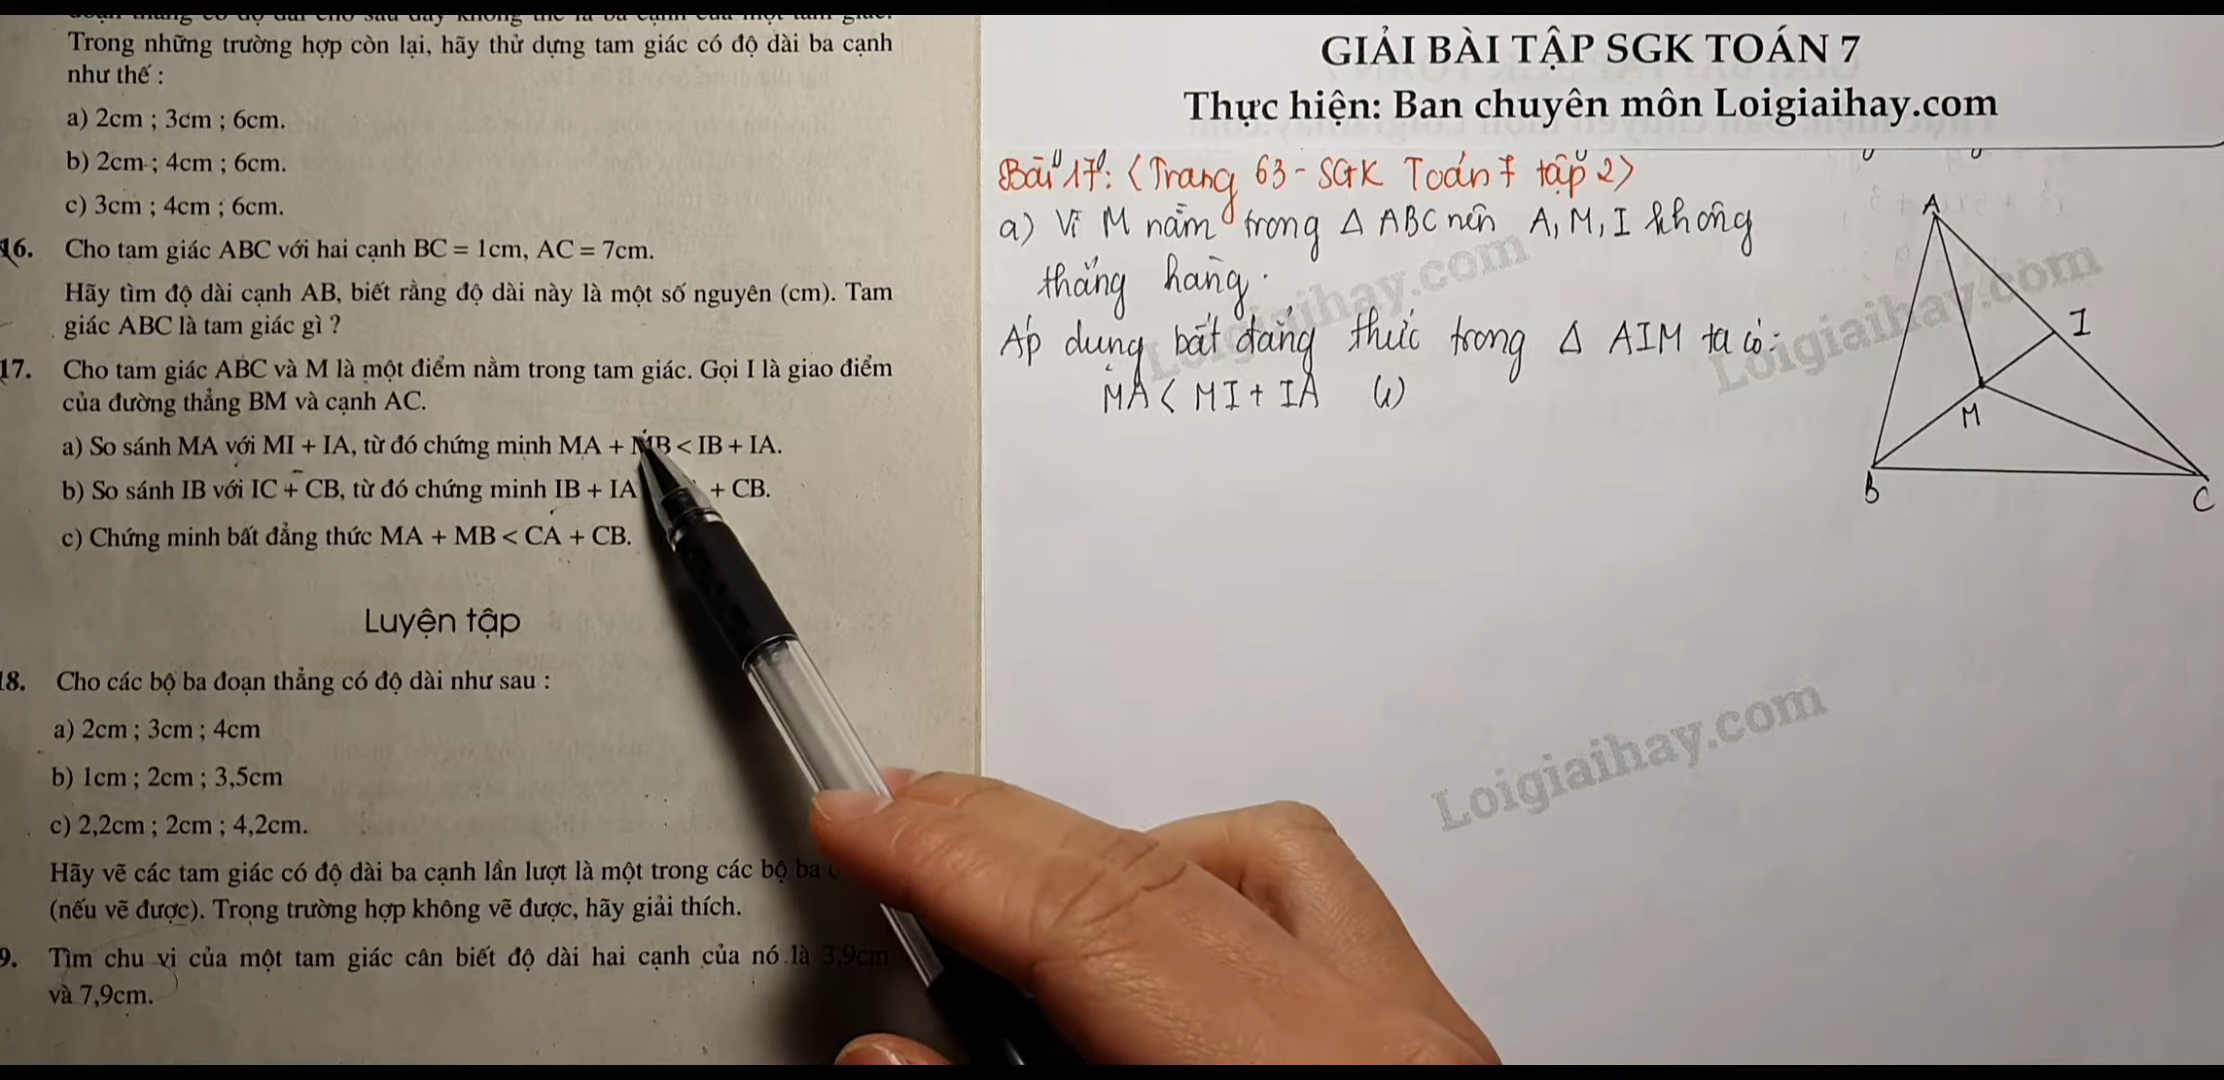 Trong những trường hợp còn lại, hãy thử dựng tam giác có độ dài ba cạnh
như thế :
a) 2cm ; 3cm ; 6cm.
b) 2cm ; 4cm ; 6cm.
c) 3cm ; 4cm ; 6cm.
16. Cho tam giác ABC với hai cạnh BC = 1cm, AC = 7cm.
Hãy tìm độ dài cạnh AB, biết rằng độ dài này là một số nguyên (cm). Tam
giác ABC là tam giác gì ?
17. Cho tam giác ABC và M là một điểm nằm trong tam giác. Gọi I là giao điểm
của đường thẳng BM và cạnh AC.
a) So sánh MA với MI + IA, từ đó chứng minh MA + MB < IB + IA.
b) So sánh IB với IC + CB, từ đó chứng minh IB + IA + CB.
c) Chứng minh bất đẳng thức MA + MB < CA + CB.
Luyện tập
18. Cho các bộ ba đoạn thẳng có độ dài như sau :
a) 2cm ; 3cm ; 4cm
b) 1cm ; 2cm ; 3,5cm
c) 2,2cm ; 2cm ; 4,2cm.
Hãy vẽ các tam giác có độ dài ba cạnh lần lượt là một trong các bộ ba
(nếu vẽ được). Trong trường hợp không vẽ được, hãy giải thích.
9. Tìm chu vi của một tam giác cân biết độ dài hai cạnh của nó là 3,9cm
và 7,9cm.
GIẢI BÀI TẬP SGK TOÁN 7
Thực hiện: Ban chuyên môn Loigiaihay.com
Bài 17: (Trang 63 - SGK Toán 7 tập 2)
a) Vì M nằm trong Δ ABC nên A, M, I không
thẳng hàng.
Áp dụng bất đẳng thức trong Δ AIM ta có:
MA < MI + IA (1)
A
I
M
B
C
Loigiaihay.com
Loigiaihay.com
Loigiaihay.com